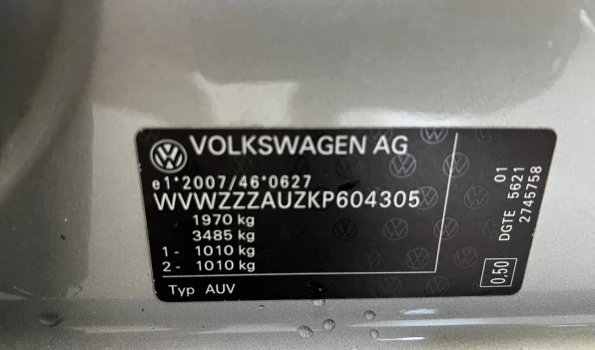 VOLKSWAGEN AG
e1*2007/46*0627
WVWZZZAUZKP604305
1970 kg
3485 kg
1 - 1010 kg
2 - 1010 kg
Typ AUV
01
DGTE 5621
2745758
0,50